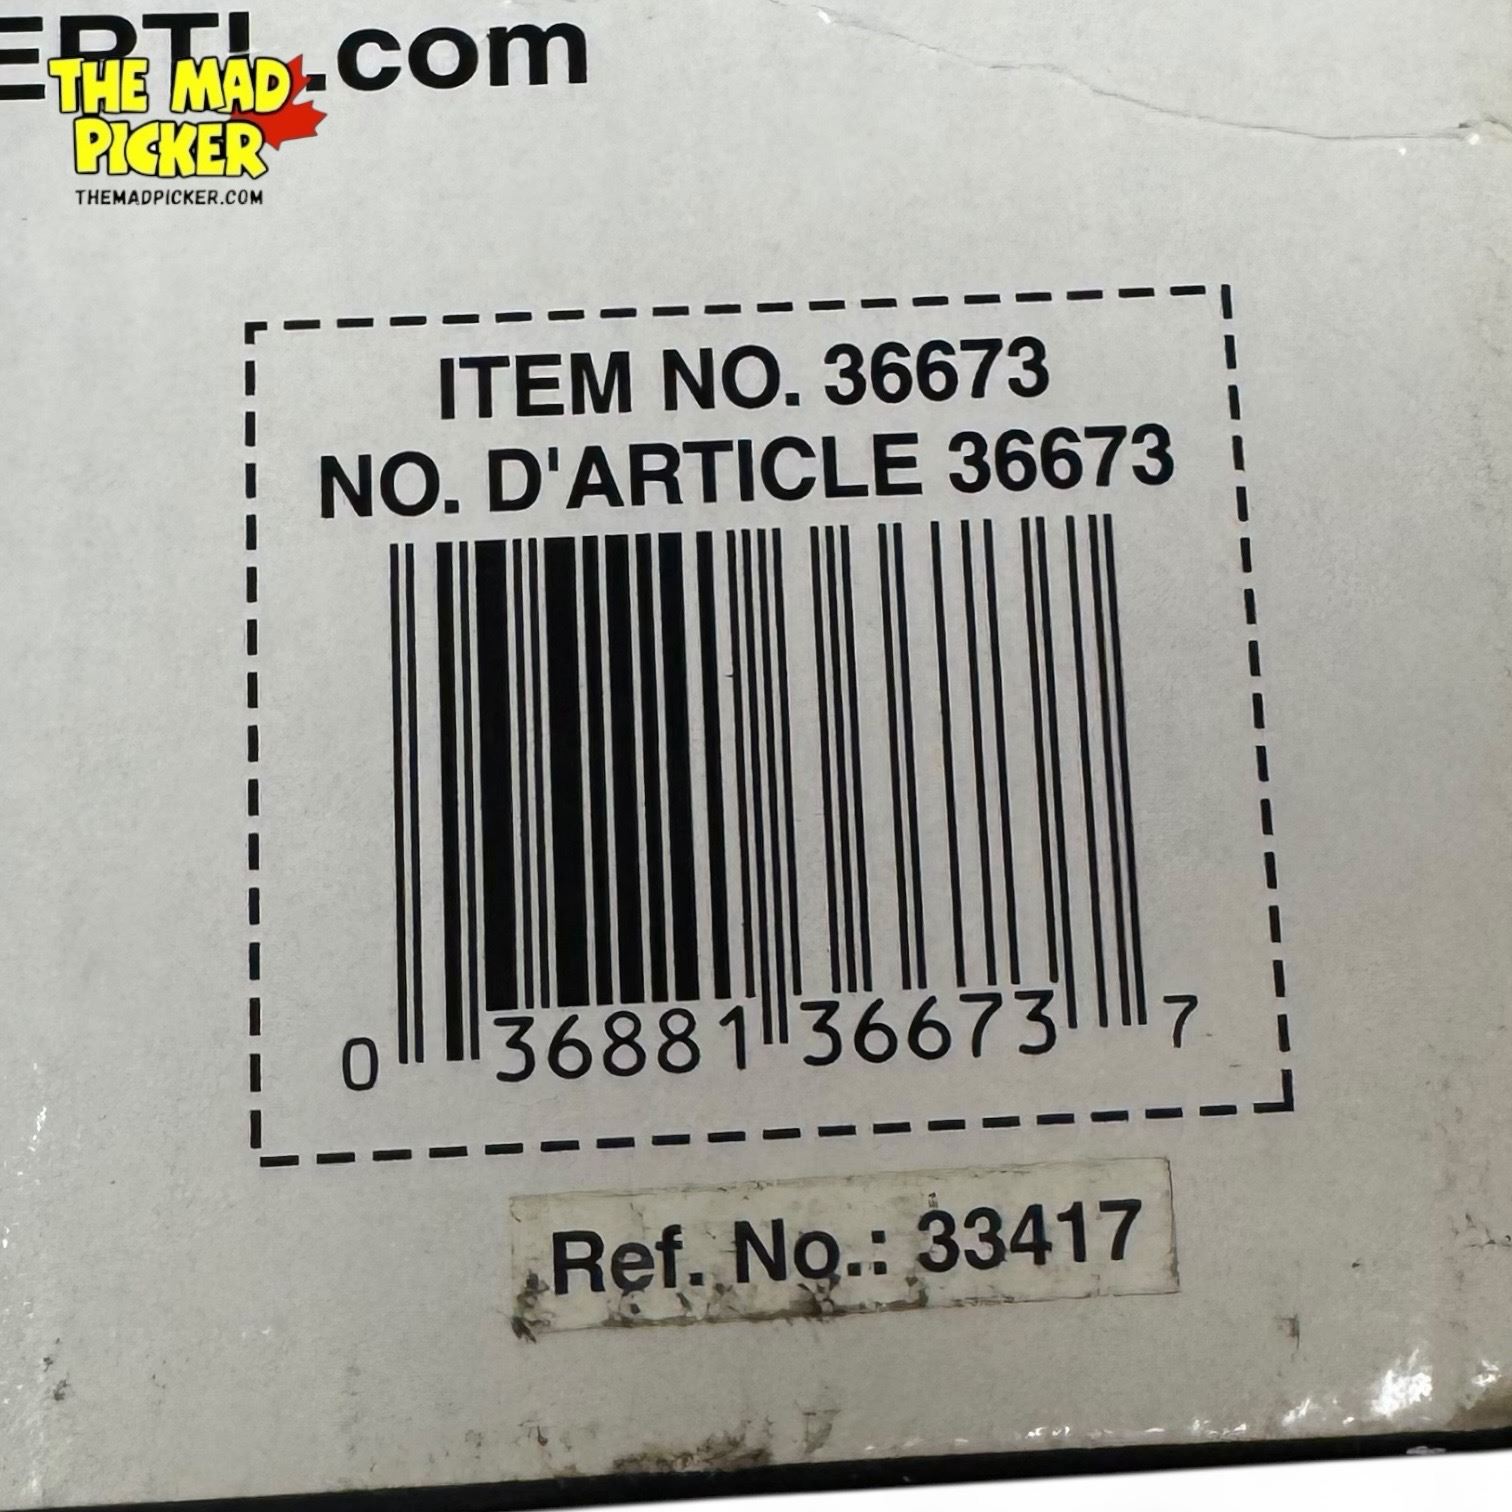 ERTL.com
THE MAD
PICKER
THEMADPICKER.COM
ITEM NO. 36673
NO. D'ARTICLE 36673
0 36881 36673 7
Ref. No.: 33417